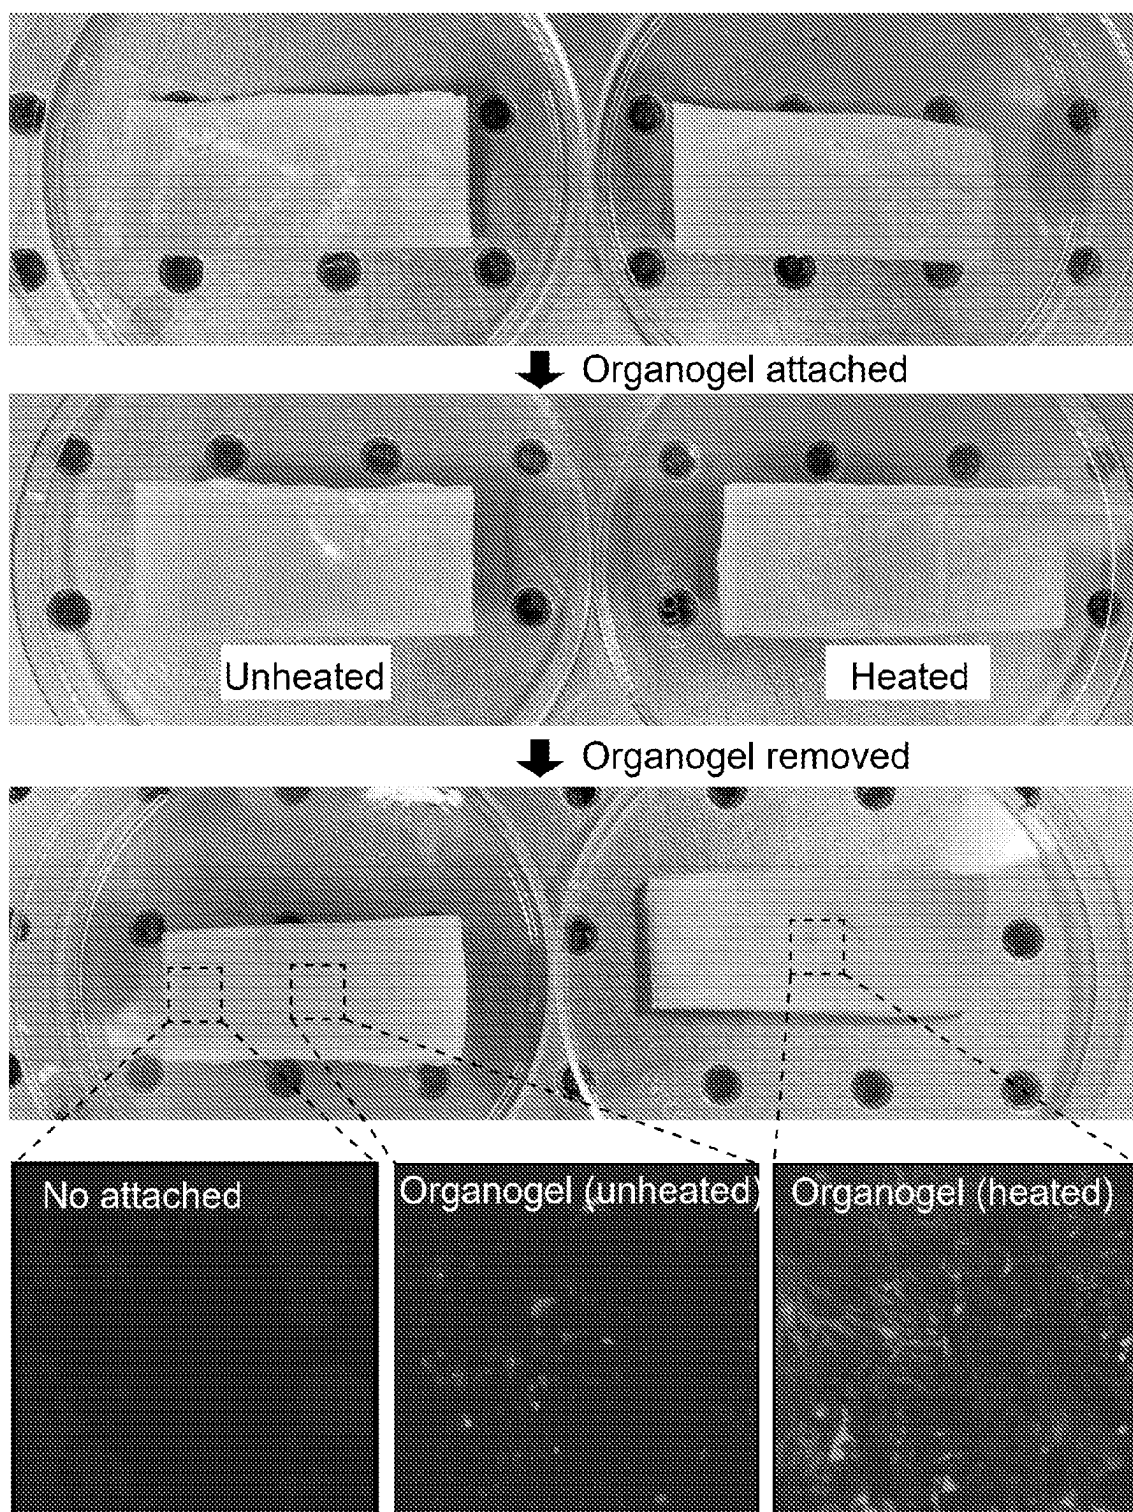 Organogel attached
Unheated
Heated
Organogel removed
No attached
Organogel (unheated)
Organogel (heated)